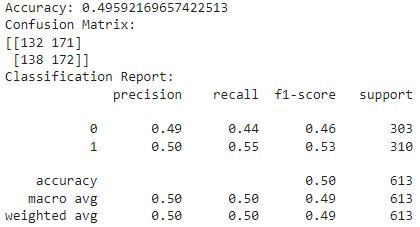 Accuracy: 0.49592169657422513
Confusion Matrix:
[[132 171]
 [138 172]]
Classification Report:
              precision    recall  f1-score   support

           0       0.49      0.44      0.46       303
           1       0.50      0.55      0.53       310

    accuracy                           0.50       613
   macro avg       0.50      0.50      0.49       613
weighted avg       0.50      0.50      0.49       613